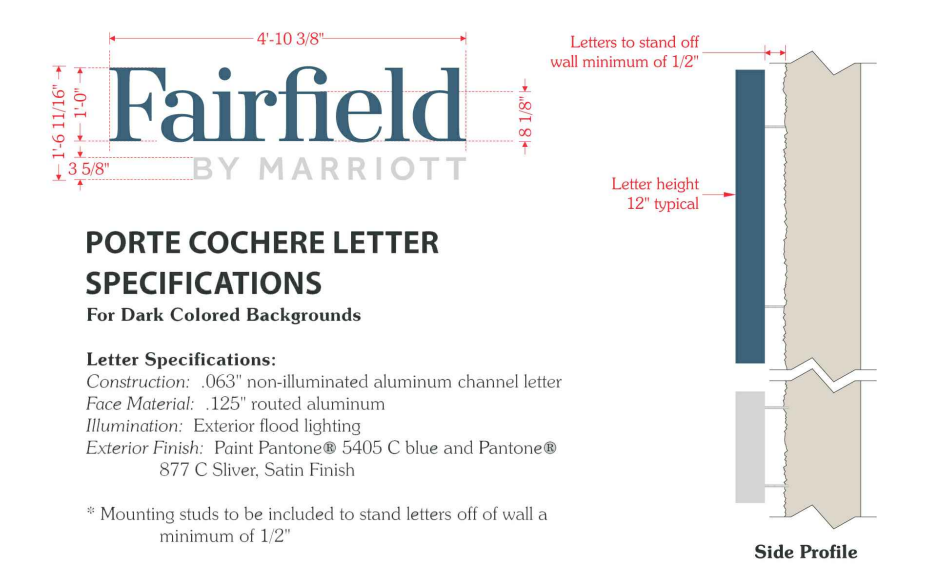 4'-10 3/8"
Letters to stand off
wall minimum of 1/2"
Fairfield
BY MARRIOTT
1'-6 11/16"
1'-0"
3 5/8"
8 1/8"
Letter height
12" typical
PORTE COCHERE LETTER
SPECIFICATIONS
For Dark Colored Backgrounds
Letter Specifications:
Construction: .063" non-illuminated aluminum channel letter
Face Material: .125" routed aluminum
Illumination: Exterior flood lighting
Exterior Finish: Paint Pantone® 5405 C blue and Pantone®
877 C Sliver, Satin Finish
* Mounting studs to be included to stand letters off of wall a
minimum of 1/2"
Side Profile